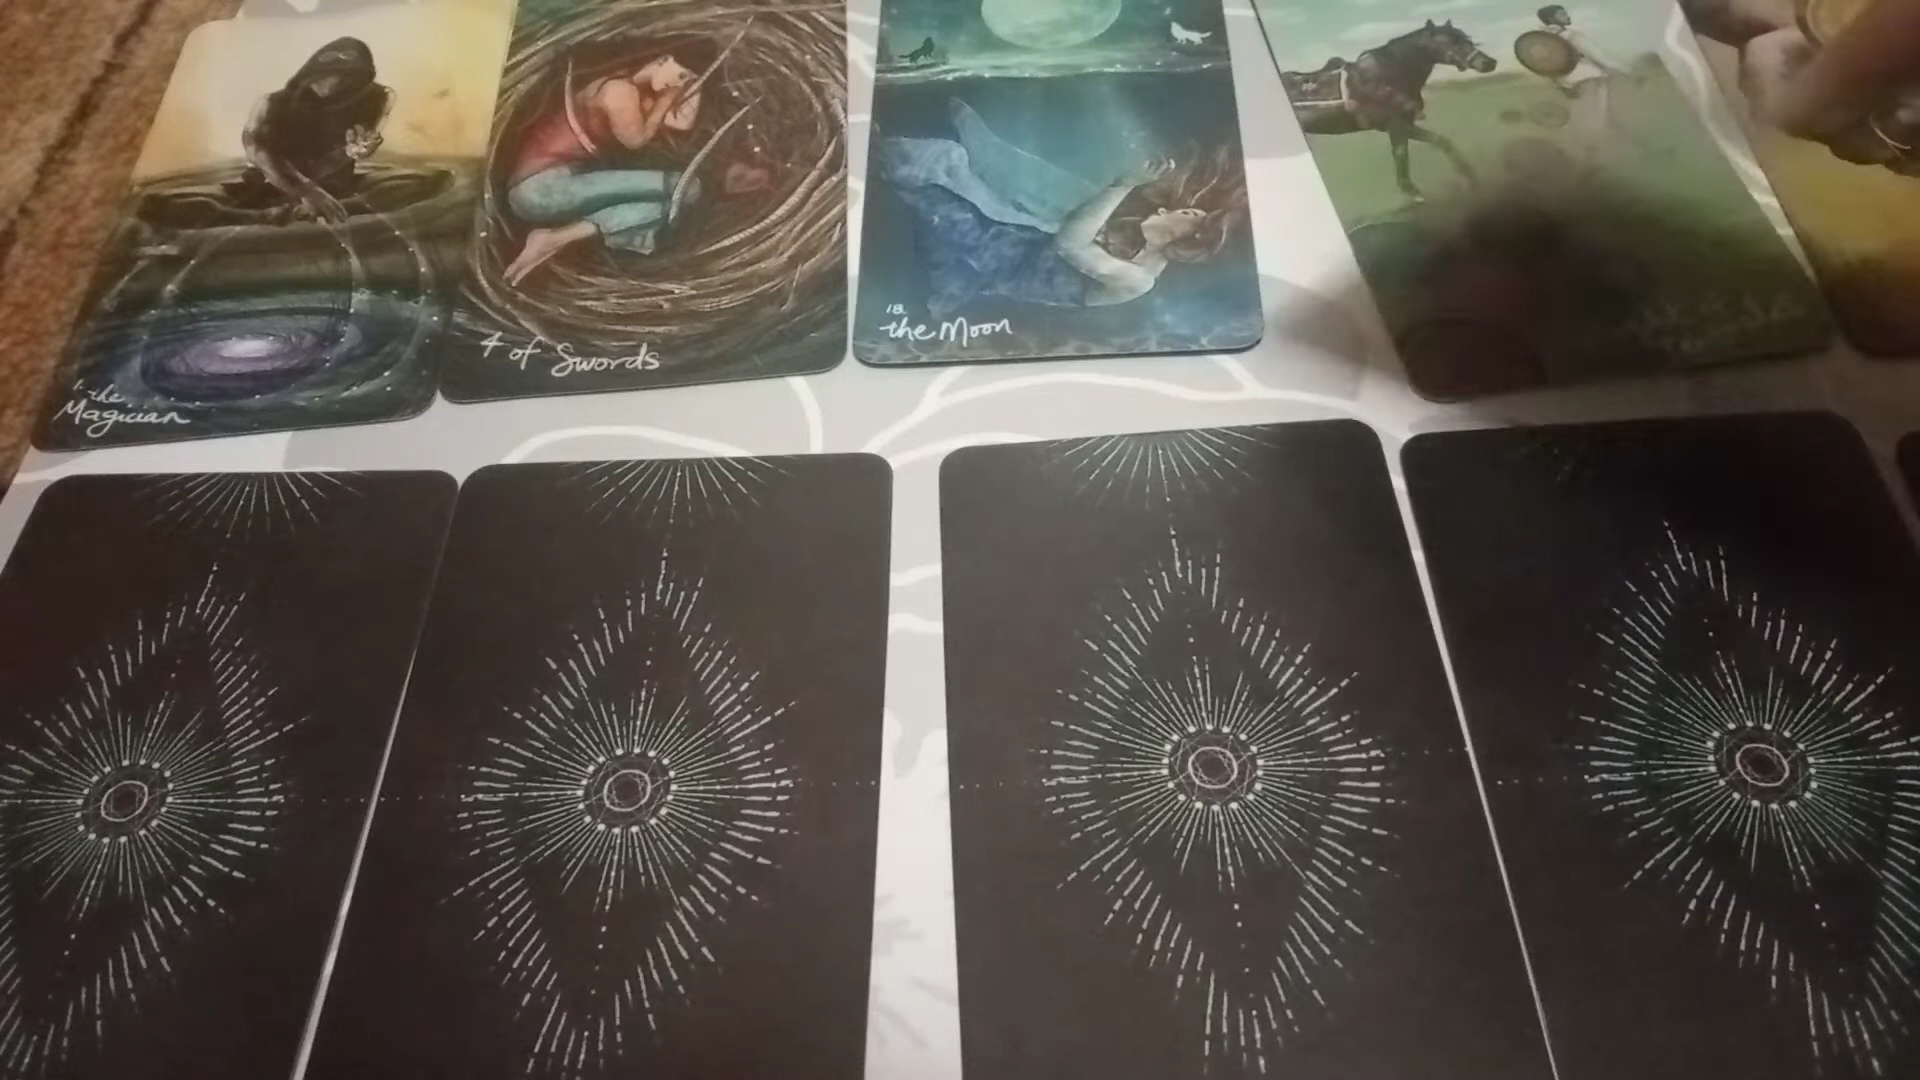 1. the
Magician
4 of Swords
18.
the Moon